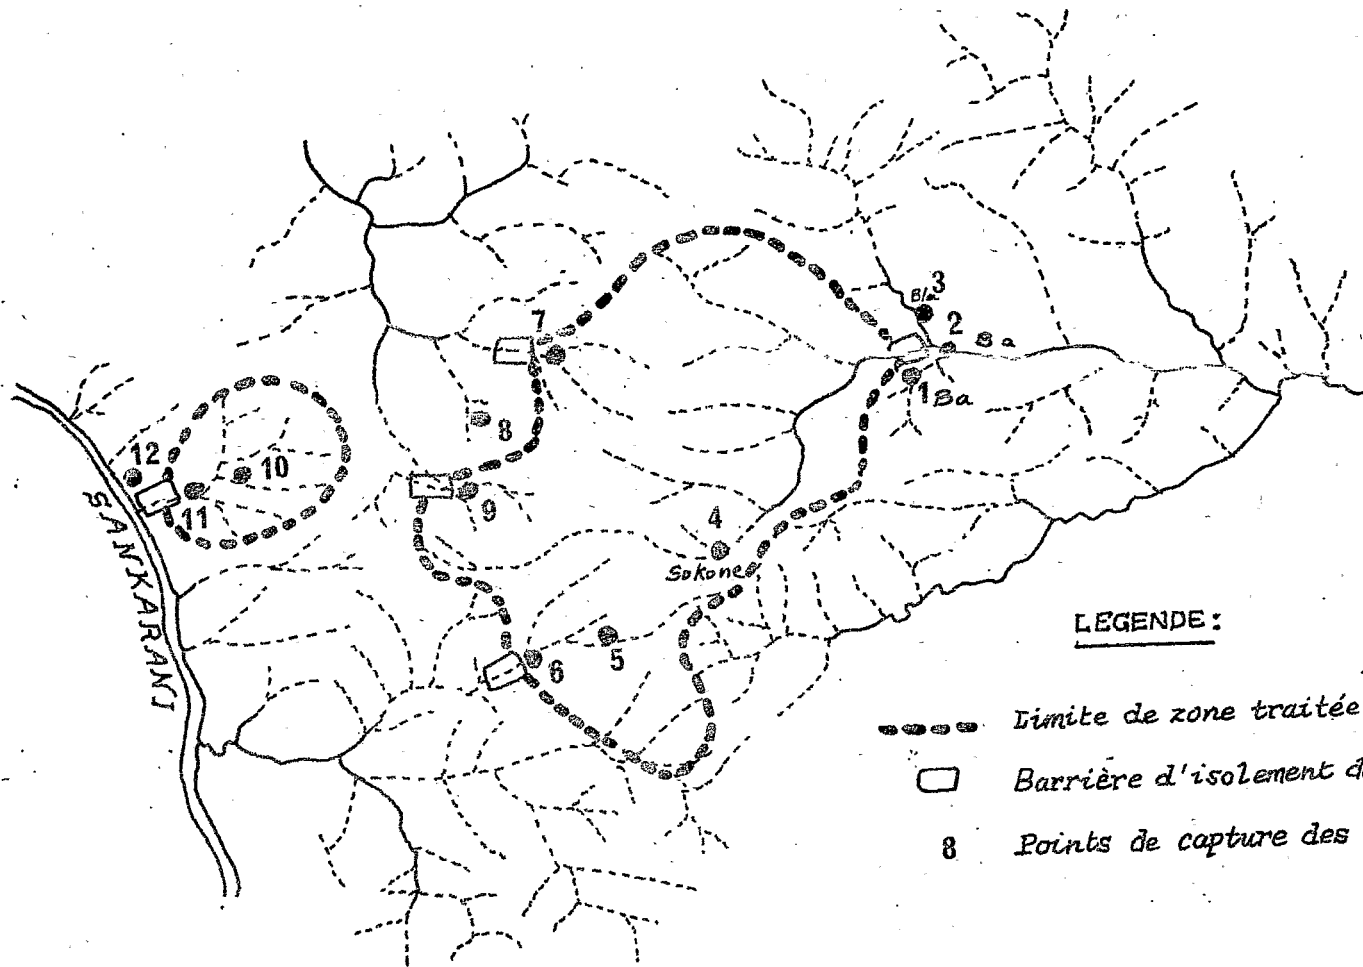 3
B/a
2
Ba
7
1
Ba
8
12
10
11
9
4
Sokone
SANKARANI
5
6
LEGENDE:
Limite de zone traitée
Barrière d'isolement d
8 Points de capture des